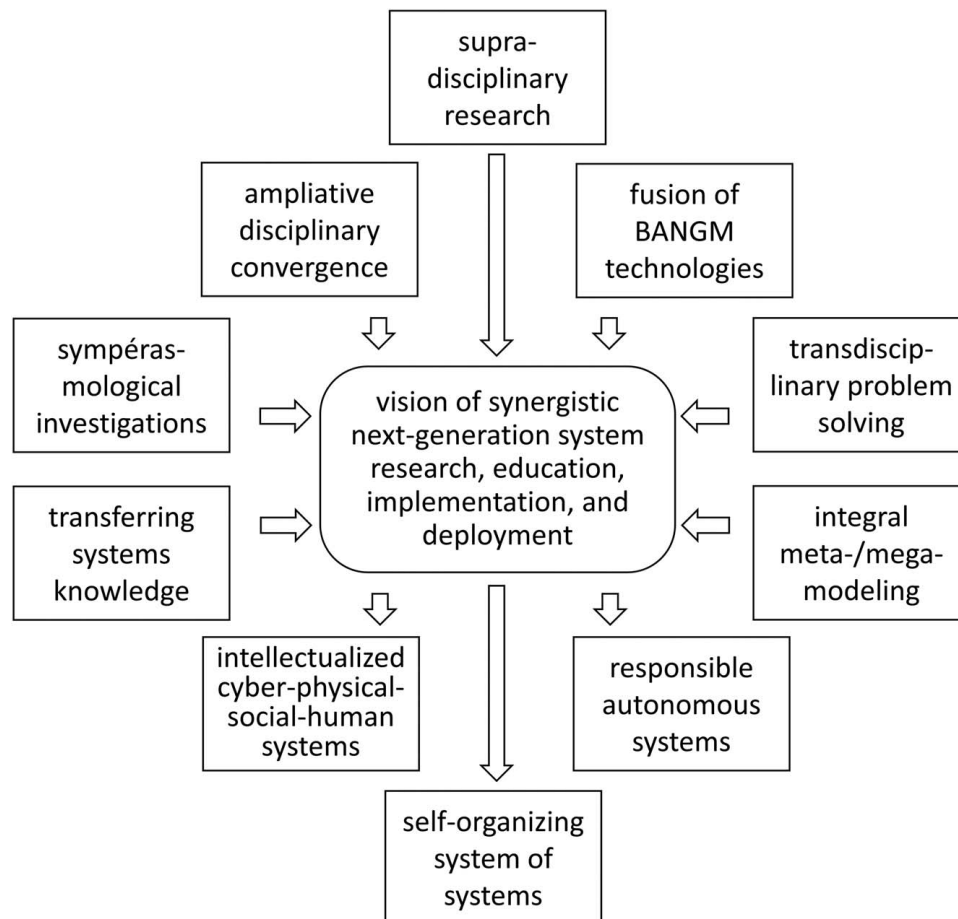 supra-
disciplinary
research
ampliative
disciplinary
convergence
fusion of
BANGM
technologies
sympéras-
mological
investigations
vision of synergistic
next-generation system
research, education,
implementation, and
deployment
transdiscip-
linary problem
solving
transferring
systems
knowledge
integral
meta-/mega-
modeling
intellectualized
cyber-physical-
social-human
systems
responsible
autonomous
systems
self-organizing
system of
systems